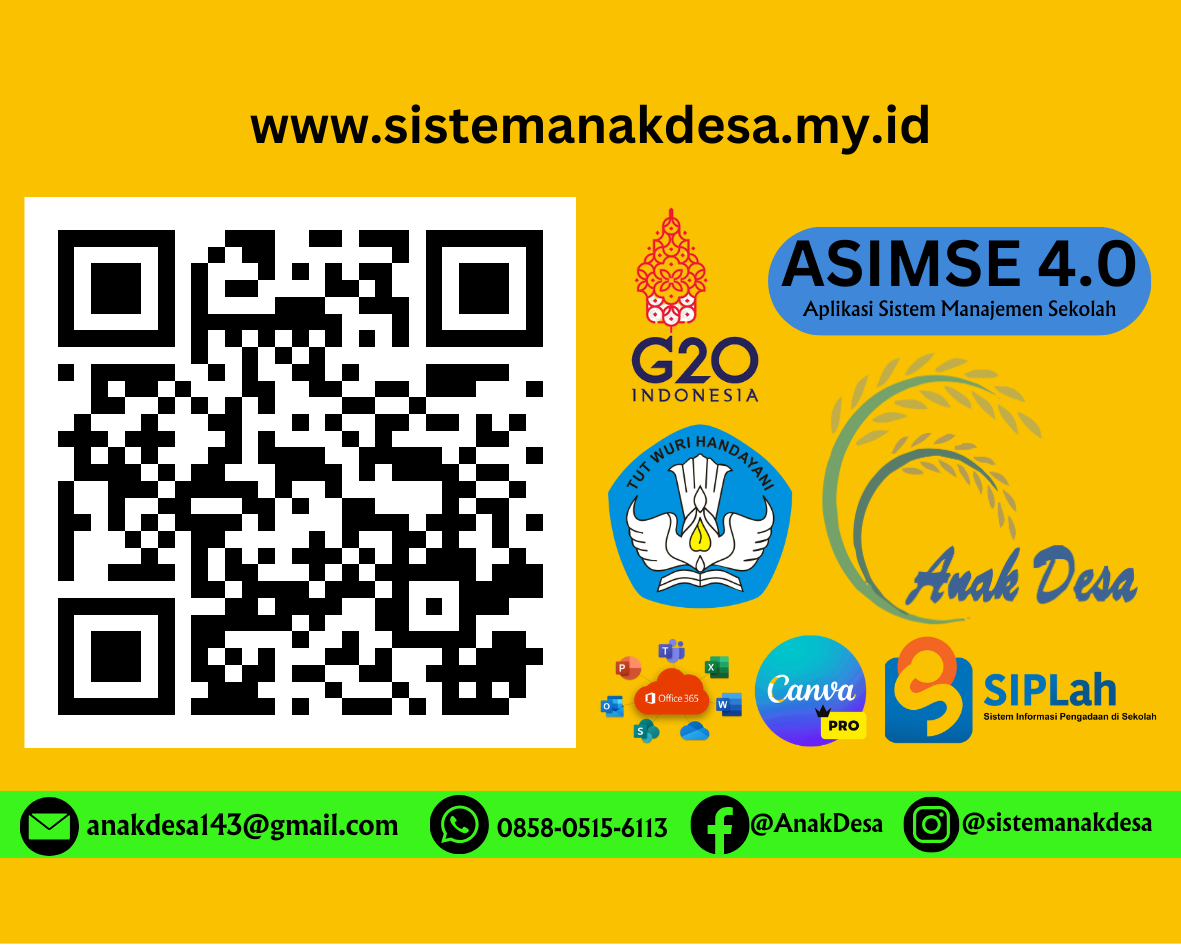 www.sistemanakdesa.my.id
ASIMSE 4.0
Aplikasi Sistem Manajemen Sekolah
G20
INDONESIA
TUT WURI HANDAYANI
Anak Desa
T
P
X
Office 365
O
W
S
Canva
PRO
SIPLah
Sistem Informasi Pengadaan di Sekolah
anakdesa143@gmail.com
0858-0515-6113
@AnakDesa
@sistemanakdesa